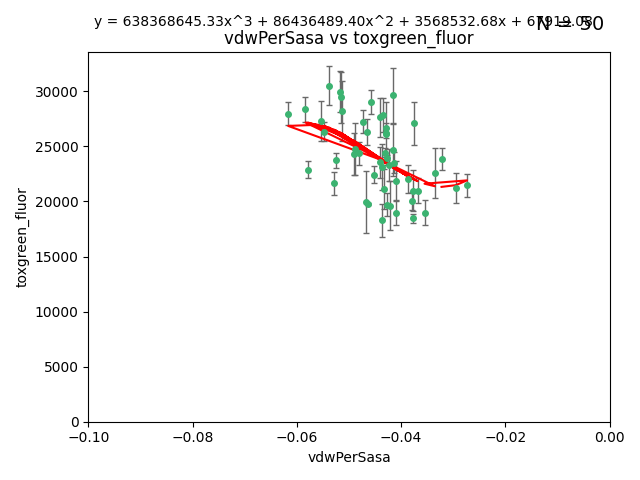 y = 638368645.33x^3 + 86436489.40x^2 + 3568532.68x + 67919.08
N = 50
vdwPerSasa vs toxgreen_fluor
toxgreen_fluor
30000
25000
20000
15000
10000
5000
0
−0.10
−0.08
−0.06
−0.04
−0.02
0.00
vdwPerSasa